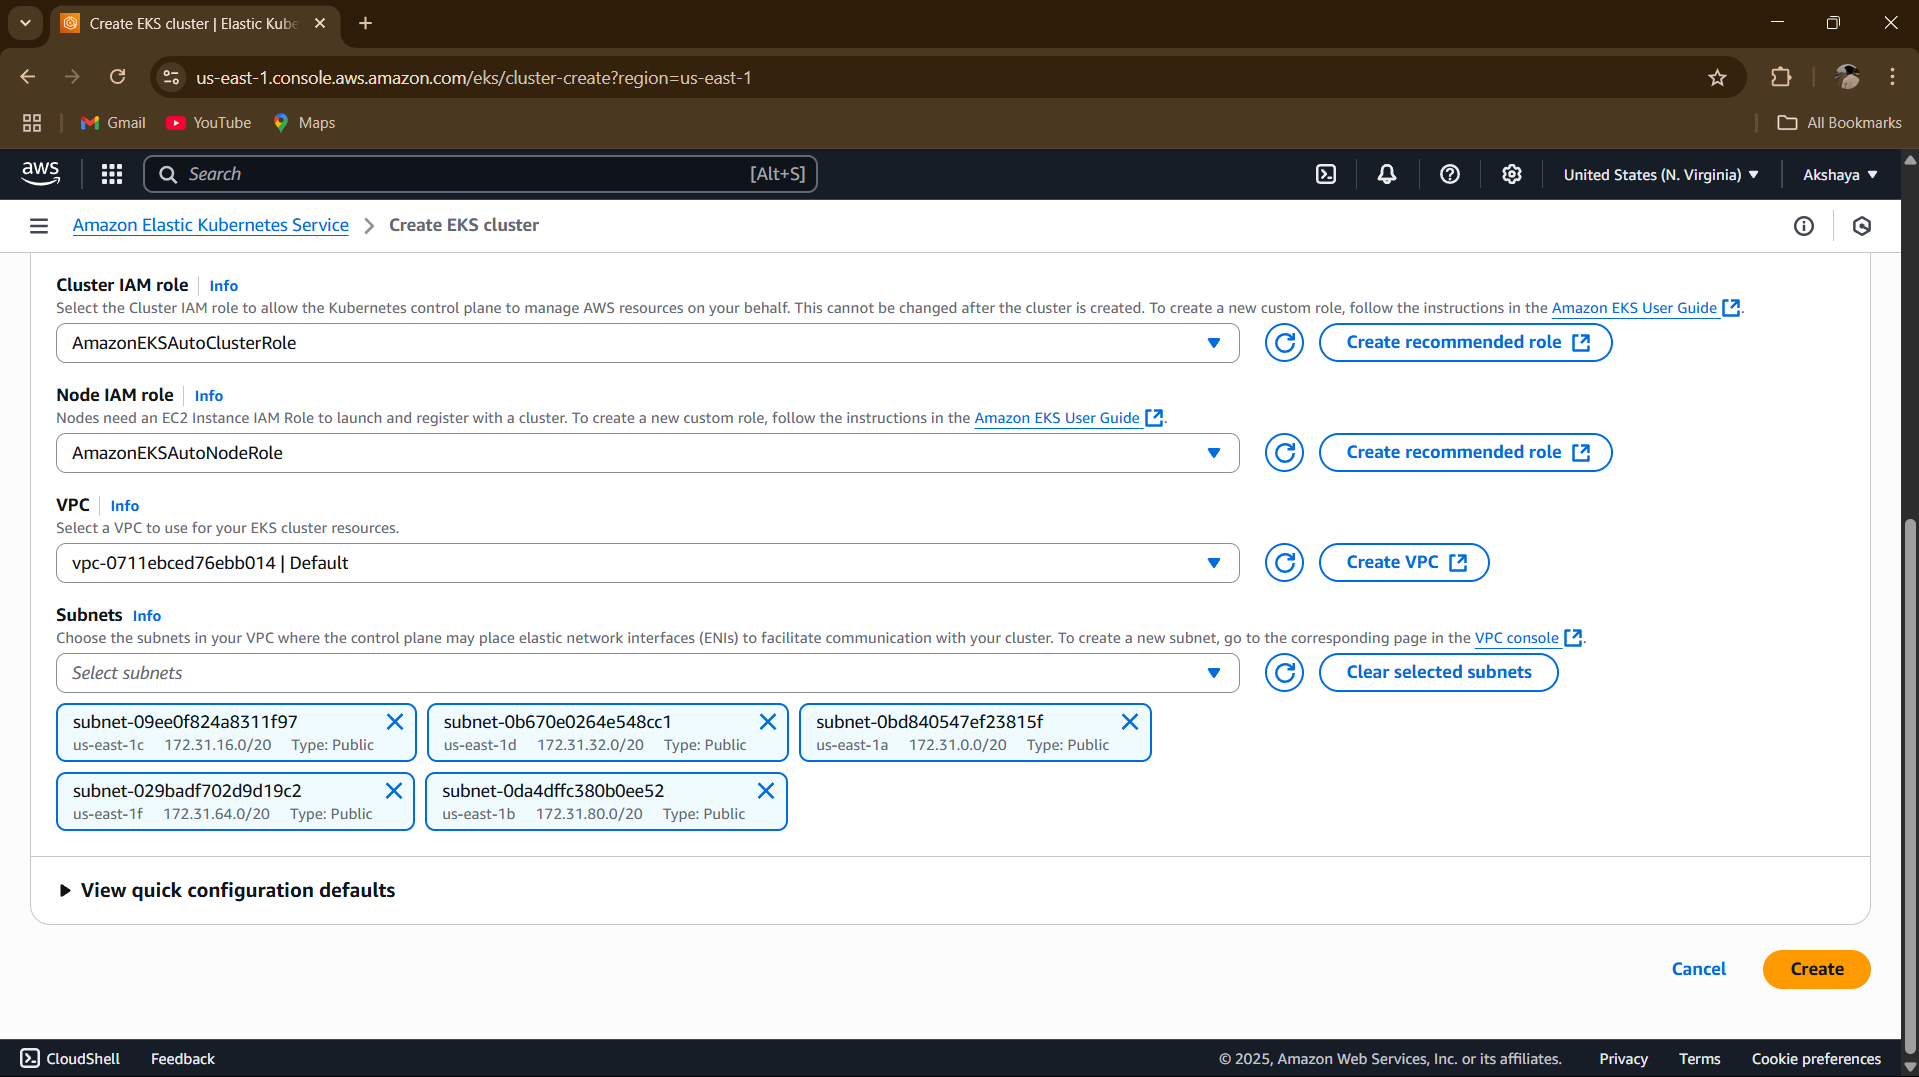 Create EKS cluster | Elastic Kube
us-east-1.console.aws.amazon.com/eks/cluster-create?region=us-east-1
Gmail YouTube Maps All Bookmarks
aws Search [Alt+S] United States (N. Virginia) Akshaya
Amazon Elastic Kubernetes Service Create EKS cluster
Cluster IAM role Info
Select the Cluster IAM role to allow the Kubernetes control plane to manage AWS resources on your behalf. This cannot be changed after the cluster is created. To create a new custom role, follow the instructions in the Amazon EKS User Guide.
AmazonEKSAutoClusterRole Create recommended role
Node IAM role Info
Nodes need an EC2 Instance IAM Role to launch and register with a cluster. To create a new custom role, follow the instructions in the Amazon EKS User Guide.
AmazonEKSAutoNodeRole Create recommended role
VPC Info
Select a VPC to use for your EKS cluster resources.
vpc-0711ebced76ebb014 | Default Create VPC
Subnets Info
Choose the subnets in your VPC where the control plane may place elastic network interfaces (ENIs) to facilitate communication with your cluster. To create a new subnet, go to the corresponding page in the VPC console.
Select subnets Clear selected subnets
subnet-09ee0f824a8311f97 subnet-0b670e0264e548cc1 subnet-0bd840547ef23815f
us-east-1c 172.31.16.0/20 Type: Public us-east-1d 172.31.32.0/20 Type: Public us-east-1a 172.31.0.0/20 Type: Public
subnet-029badf702d9d19c2 subnet-0da4dffc380b0ee52
us-east-1f 172.31.64.0/20 Type: Public us-east-1b 172.31.80.0/20 Type: Public
View quick configuration defaults
Cancel Create
CloudShell Feedback © 2025, Amazon Web Services, Inc. or its affiliates. Privacy Terms Cookie preferences